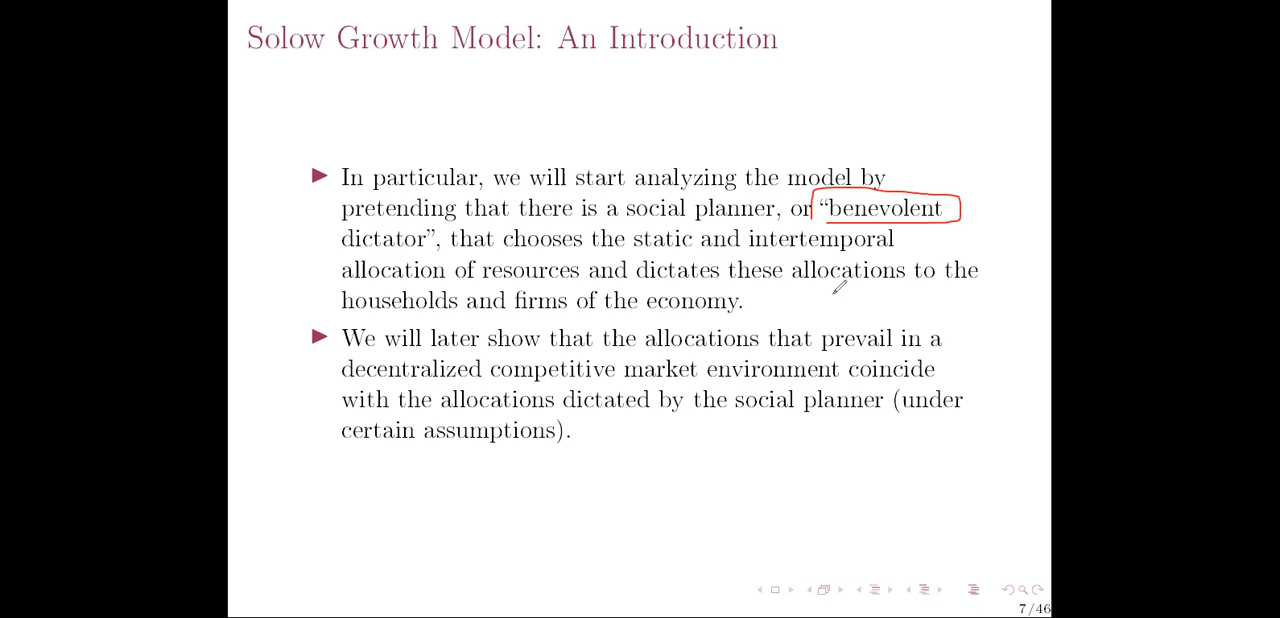 Solow Growth Model: An Introduction
In particular, we will start analyzing the model by
pretending that there is a social planner, or “benevolent
dictator”, that chooses the static and intertemporal
allocation of resources and dictates these allocations to the
households and firms of the economy.
We will later show that the allocations that prevail in a
decentralized competitive market environment coincide
with the allocations dictated by the social planner (under
certain assumptions).
7/46